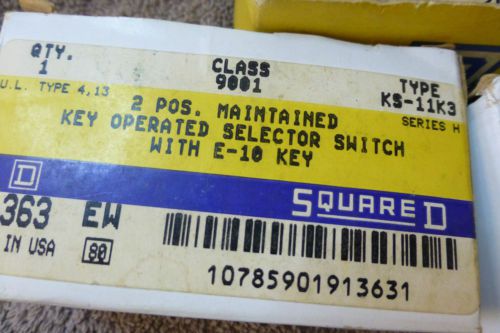 QTY.
1
CLASS
9001
TYPE
KS-11K3
U.L. TYPE 4,13
SERIES H
2 POS. MAINTAINED
KEY OPERATED SELECTOR SWITCH
WITH E-10 KEY
D
SQUARE D
363 EW
IN USA
80
10785901913631